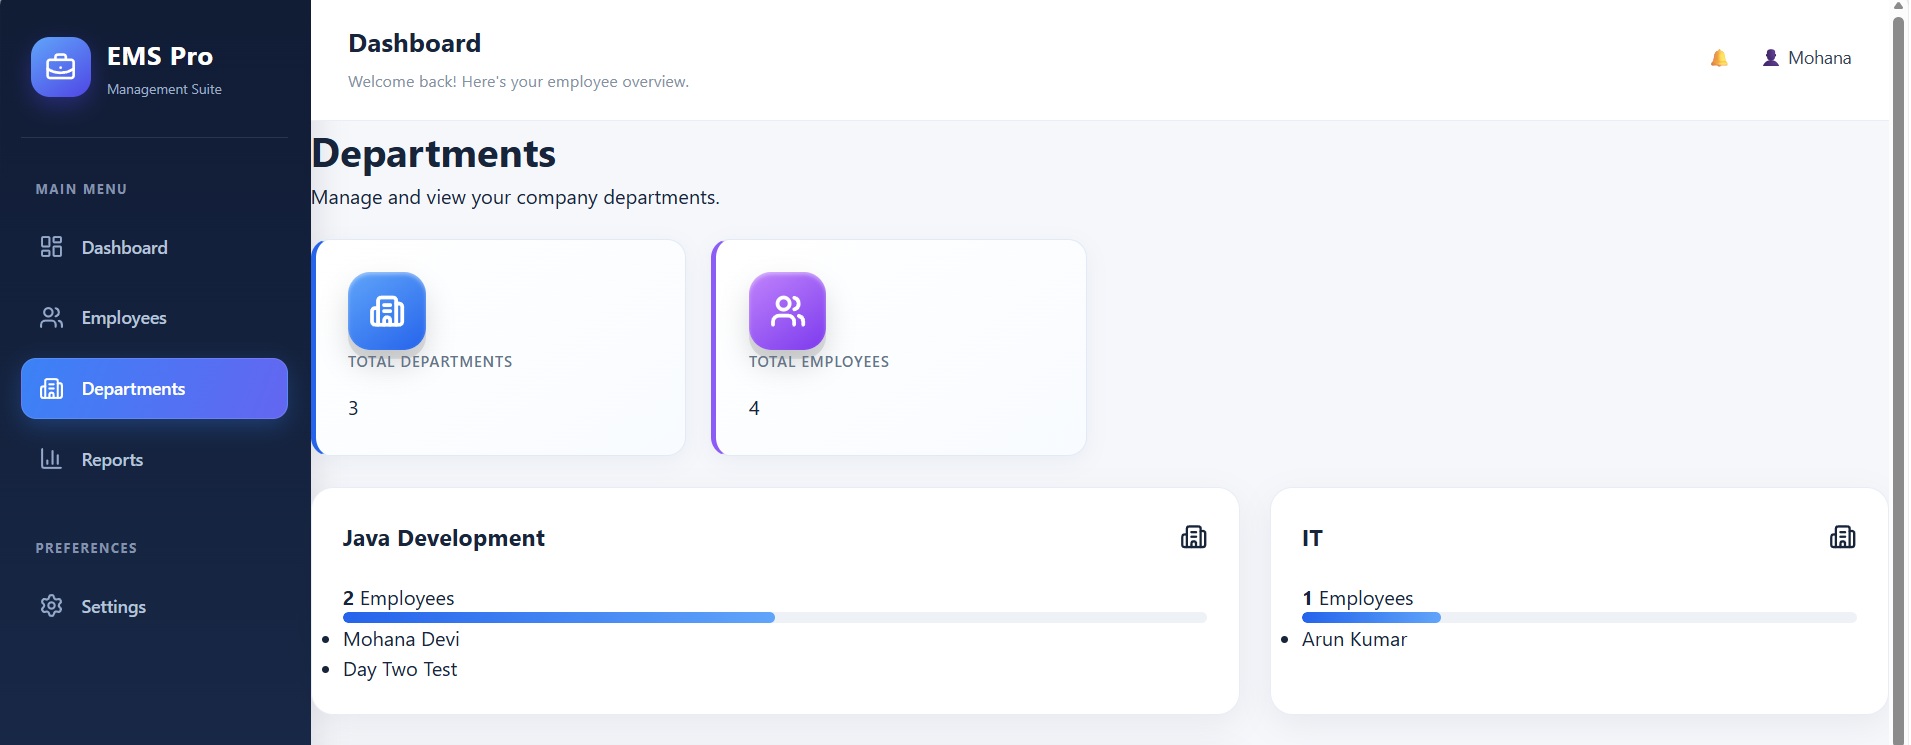 EMS Pro
Management Suite
MAIN MENU
Dashboard
Employees
Departments
Reports
PREFERENCES
Settings
Dashboard
Welcome back! Here's your employee overview.
Mohana
Departments
Manage and view your company departments.
TOTAL DEPARTMENTS
3
TOTAL EMPLOYEES
4
Java Development
2 Employees
Mohana Devi
Day Two Test
IT
1 Employees
Arun Kumar